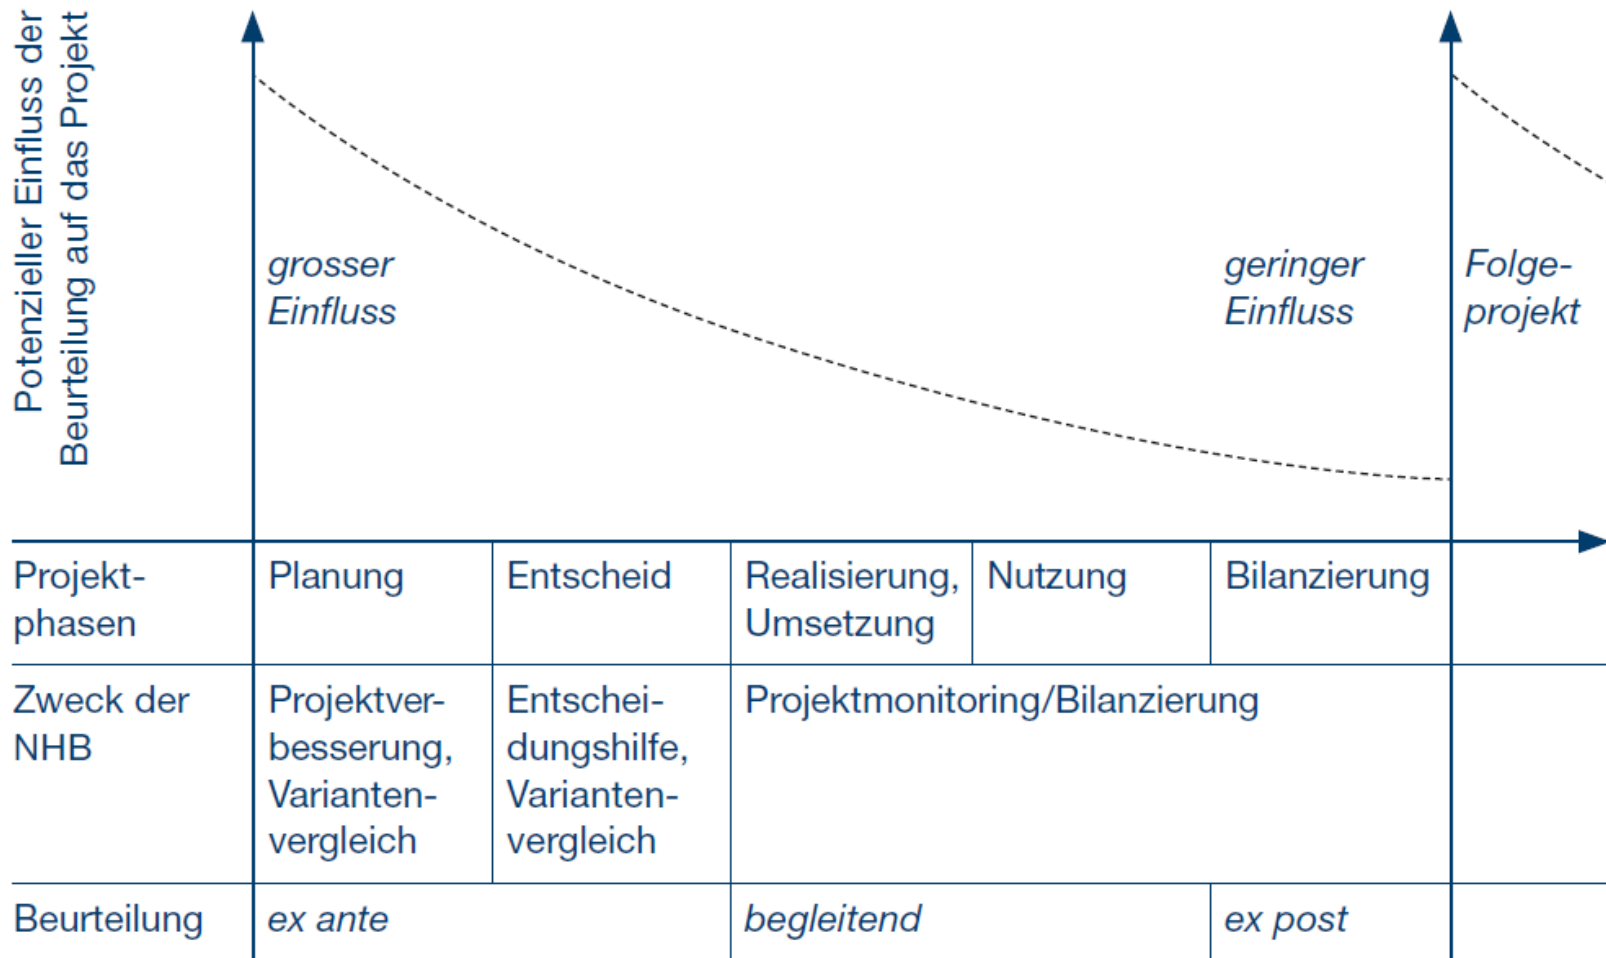 Potenzieller Einfluss der
Beurteilung auf das Projekt
grosser
Einfluss
geringer
Einfluss
Folge-
projekt
Projekt-
phasen
Planung
Entscheid
Realisierung,
Umsetzung
Nutzung
Bilanzierung
Zweck der
NHB
Projektver-
besserung,
Varianten-
vergleich
Entschei-
dungshilfe,
Varianten-
vergleich
Projektmonitoring/Bilanzierung
Beurteilung
ex ante
begleitend
ex post